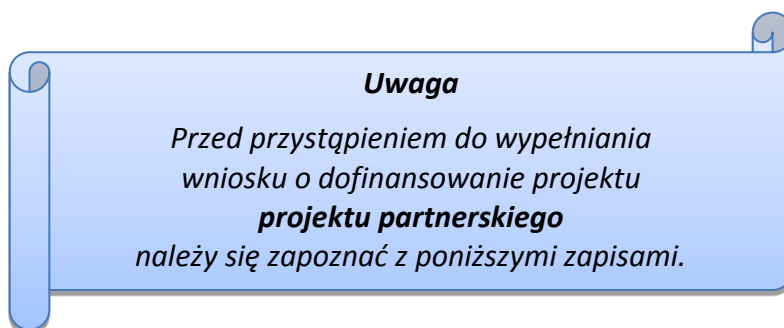 Uwaga
Przed przystąpieniem do wypełniania
wniosku o dofinansowanie projektu
projektu partnerskiego
należy się zapoznać z poniższymi zapisami.